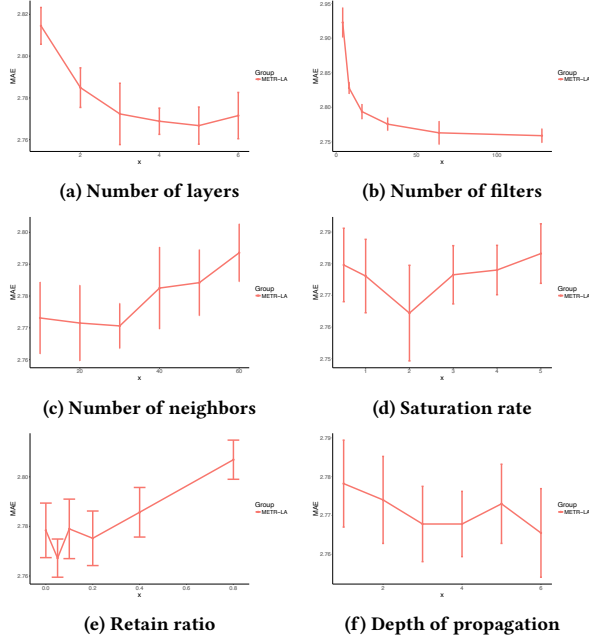 2.82
2.80
2.78
2.76
MAE
2
4
6
x
Group
METR-LA
(a) Number of layers
2.95
2.90
2.85
2.80
2.75
MAE
0
50
100
x
Group
METR-LA
(b) Number of filters
2.80
2.79
2.78
2.77
2.76
MAE
20
40
60
x
Group
METR-LA
(c) Number of neighbors
2.79
2.78
2.77
2.76
2.75
MAE
1
2
3
4
5
x
Group
METR-LA
(d) Saturation rate
2.80
2.78
2.76
MAE
0.0
0.2
0.4
0.6
0.8
x
Group
METR-LA
(e) Retain ratio
2.79
2.78
2.77
2.76
MAE
2
4
6
x
Group
METR-LA
(f) Depth of propagation